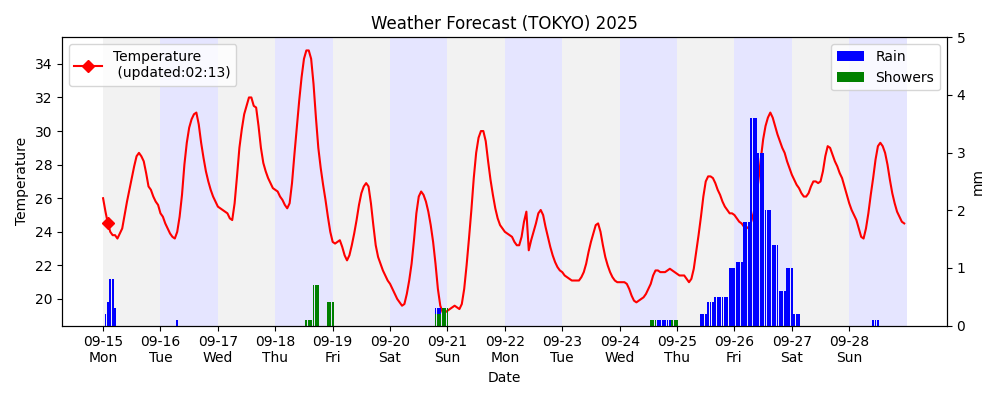 Weather Forecast (TOKYO) 2025
Temperature
(updated:02:13)
Rain
Showers
34
32
30
28
26
24
22
20
Temperature
5
4
3
2
1
0
mm
09-15 09-16 09-17 09-18 09-19 09-20 09-21 09-22 09-23 09-24 09-25 09-26 09-27 09-28
Mon Tue Wed Thu Fri Sat Sun Mon Tue Wed Thu Fri Sat Sun
Date